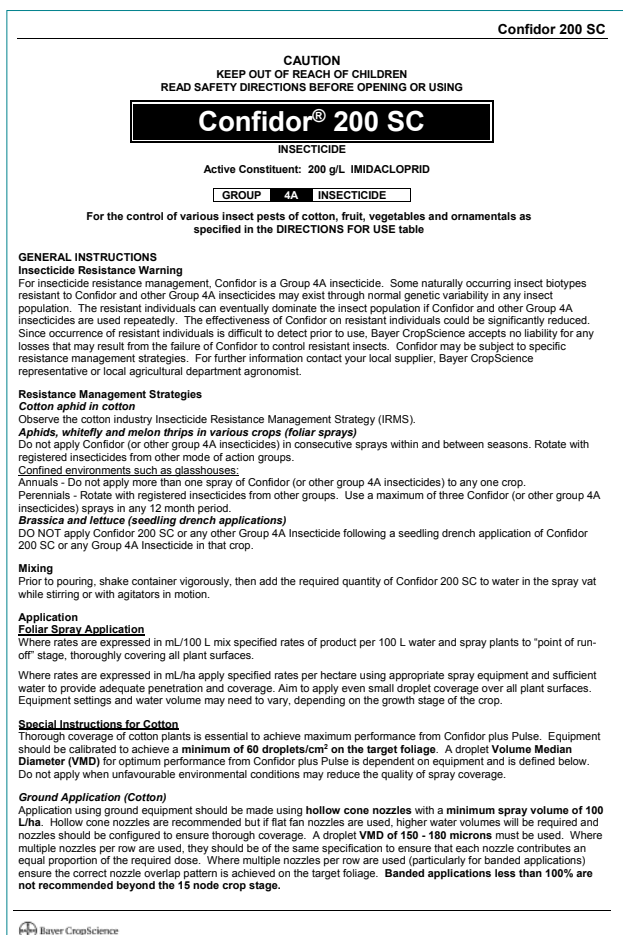 Confidor 200 SC
CAUTION
KEEP OUT OF REACH OF CHILDREN
READ SAFETY DIRECTIONS BEFORE OPENING OR USING
Confidor® 200 SC
INSECTICIDE
Active Constituent: 200 g/L IMIDACLOPRID
GROUP 4A INSECTICIDE
For the control of various insect pests of cotton, fruit, vegetables and ornamentals as
specified in the DIRECTIONS FOR USE table
GENERAL INSTRUCTIONS
Insecticide Resistance Warning
For insecticide resistance management, Confidor is a Group 4A insecticide. Some naturally occurring insect biotypes
resistant to Confidor and other Group 4A insecticides may exist through normal genetic variability in any insect
population. The resistant individuals can eventually dominate the insect population if Confidor and other Group 4A
insecticides are used repeatedly. The effectiveness of Confidor on resistant individuals could be significantly reduced.
Since occurrence of resistant individuals is difficult to detect prior to use, Bayer CropScience accepts no liability for any
losses that may result from the failure of Confidor to control resistant insects. Confidor may be subject to specific
resistance management strategies. For further information contact your local supplier, Bayer CropScience
representative or local agricultural department agronomist.
Resistance Management Strategies
Cotton aphid in cotton
Observe the cotton industry Insecticide Resistance Management Strategy (IRMS).
Aphids, whitefly and melon thrips in various crops (foliar sprays)
Do not apply Confidor (or other group 4A insecticides) in consecutive sprays within and between seasons. Rotate with
registered insecticides from other mode of action groups.
Confined environments such as glasshouses:
Annuals - Do not apply more than one spray of Confidor (or other group 4A insecticides) to any one crop.
Perennials - Rotate with registered insecticides from other groups. Use a maximum of three Confidor (or other group 4A
insecticides) sprays in any 12 month period.
Brassica and lettuce (seedling drench applications)
DO NOT apply Confidor 200 SC or any other Group 4A Insecticide following a seedling drench application of Confidor
200 SC or any Group 4A Insecticide in that crop.
Mixing
Prior to pouring, shake container vigorously, then add the required quantity of Confidor 200 SC to water in the spray vat
while stirring or with agitators in motion.
Application
Foliar Spray Application
Where rates are expressed in mL/100 L mix specified rates of product per 100 L water and spray plants to "point of run-
off" stage, thoroughly covering all plant surfaces.
Where rates are expressed in mL/ha apply specified rates per hectare using appropriate spray equipment and sufficient
water to provide adequate penetration and coverage. Aim to apply even small droplet coverage over all plant surfaces.
Equipment settings and water volume may need to vary, depending on the growth stage of the crop.
Special Instructions for Cotton
Thorough coverage of cotton plants is essential to achieve maximum performance from Confidor plus Pulse. Equipment
should be calibrated to achieve a minimum of 60 droplets/cm² on the target foliage. A droplet Volume Median
Diameter (VMD) for optimum performance from Confidor plus Pulse is dependent on equipment and is defined below.
Do not apply when unfavourable environmental conditions may reduce the quality of spray coverage.
Ground Application (Cotton)
Application using ground equipment should be made using hollow cone nozzles with a minimum spray volume of 100
L/ha. Hollow cone nozzles are recommended but if flat fan nozzles are used, higher water volumes will be required and
nozzles should be configured to ensure thorough coverage. A droplet VMD of 150 - 180 microns must be used. Where
multiple nozzles per row are used, they should be of the same specification to ensure that each nozzle contributes an
equal proportion of the required dose. Where multiple nozzles per row are used (particularly for banded applications)
ensure the correct nozzle overlap pattern is achieved on the target foliage. Banded applications less than 100% are
not recommended beyond the 15 node crop stage.
Bayer CropScience